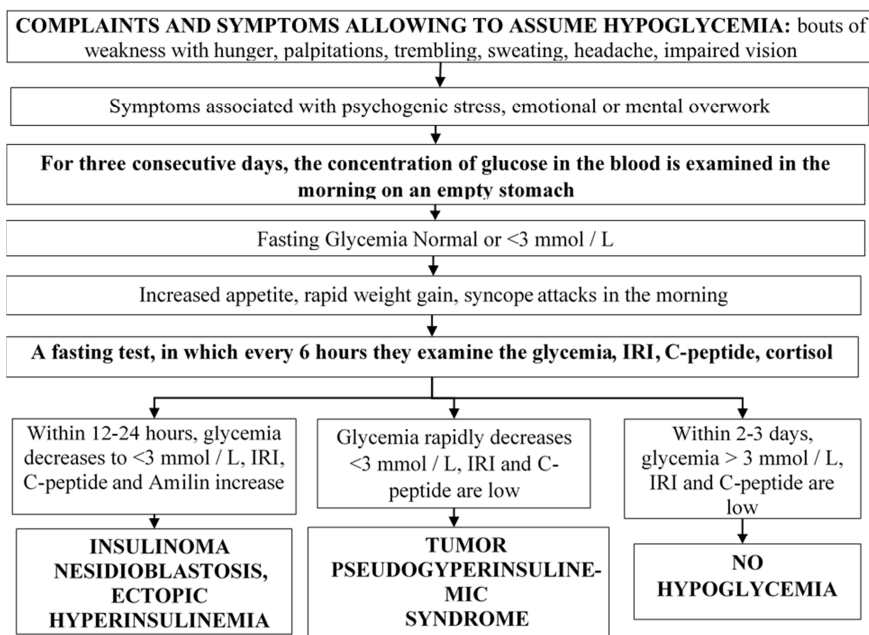 COMPLAINTS AND SYMPTOMS ALLOWING TO ASSUME HYPOGLYCEMIA: bouts of
weakness with hunger, palpitations, trembling, sweating, headache, impaired vision
Symptoms associated with psychogenic stress, emotional or mental overwork
For three consecutive days, the concentration of glucose in the blood is examined in the
morning on an empty stomach
Fasting Glycemia Normal or <3 mmol / L
Increased appetite, rapid weight gain, syncope attacks in the morning
A fasting test, in which every 6 hours they examine the glycemia, IRI, C-peptide, cortisol
Within 12-24 hours, glycemia
decreases to <3 mmol / L, IRI,
C-peptide and Amilin increase
Glycemia rapidly decreases
<3 mmol / L, IRI and C-
peptide are low
Within 2-3 days,
glycemia > 3 mmol / L,
IRI and C-peptide are
low
INSULINOMA
NESIDIOBLASTOSIS,
ECTOPIC
HYPERINSULINEMIA
TUMOR
PSEUDOGYPERINSULINE-
MIC
SYNDROME
NO
HYPOGLYCEMIA